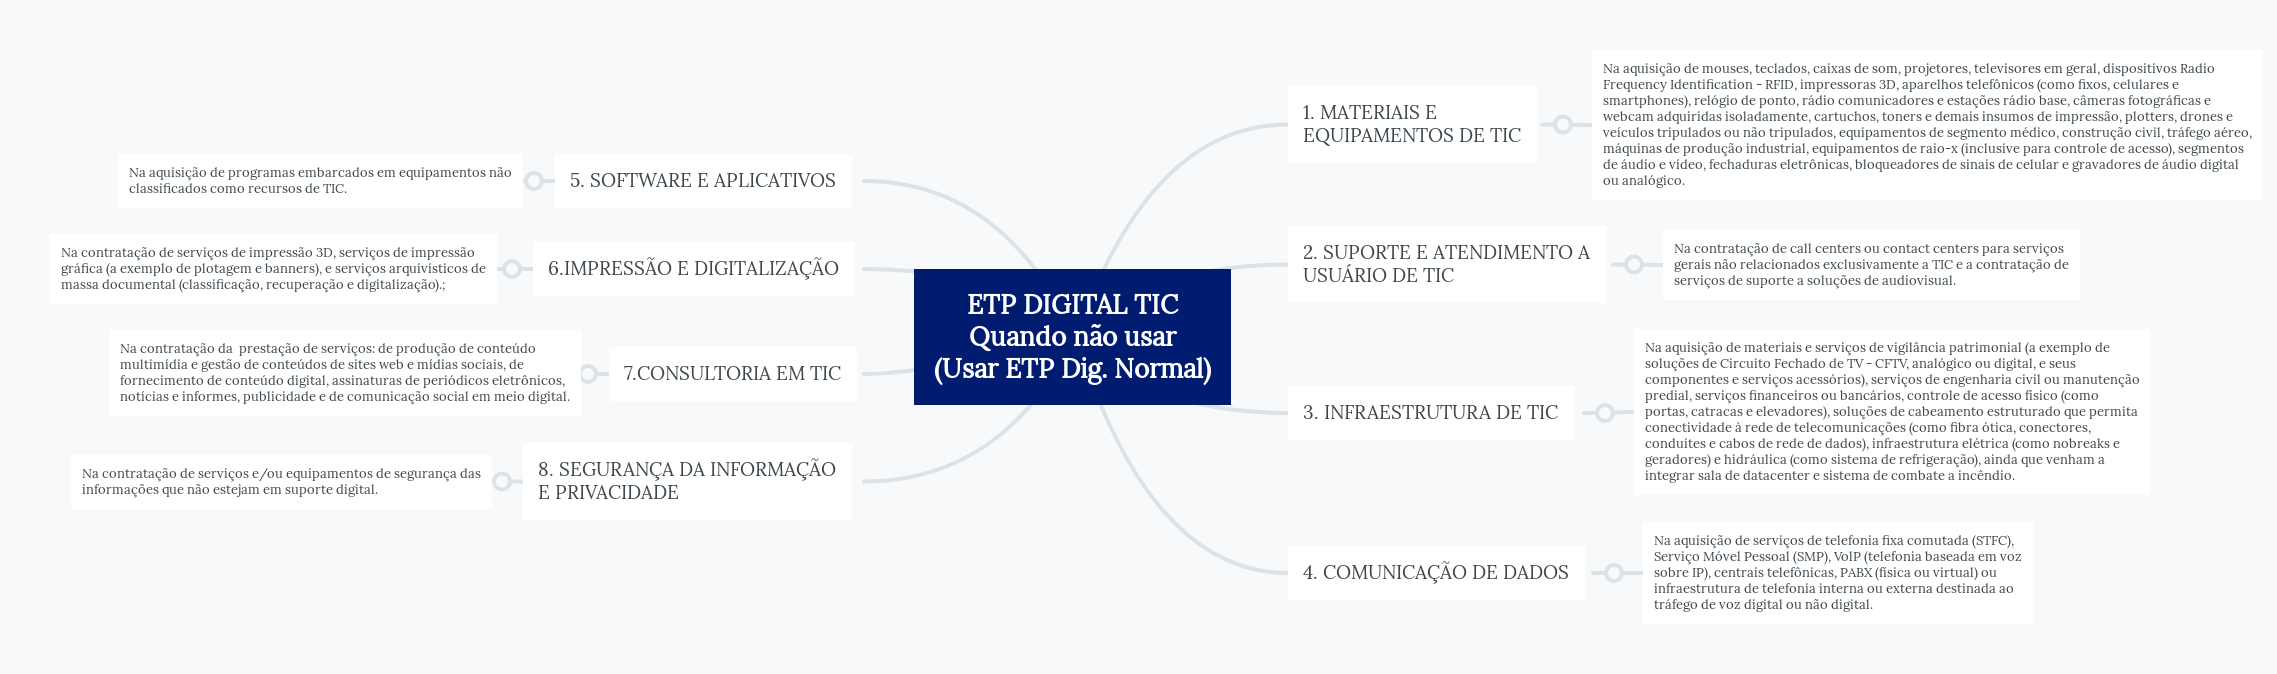 ETP DIGITAL TIC
Quando não usar
(Usar ETP Dig. Normal)
1. MATERIAIS E
EQUIPAMENTOS DE TIC
Na aquisição de mouses, teclados, caixas de som, projetores, televisores em geral, dispositivos Radio
Frequency Identification - RFID, impressoras 3D, aparelhos telefônicos (como fixos, celulares e
smartphones), relógio de ponto, rádio comunicadores e estações rádio base, câmeras fotográficas e
webcam adquiridas isoladamente, cartuchos, toners e demais insumos de impressão, plotters, drones e
veículos tripulados ou não tripulados, equipamentos de segmento médico, construção civil, tráfego aéreo,
máquinas de produção industrial, equipamentos de raio-x (inclusive para controle de acesso), segmentos
de áudio e vídeo, fechaduras eletrônicas, bloqueadores de sinais de celular e gravadores de áudio digital
ou analógico.
2. SUPORTE E ATENDIMENTO A
USUÁRIO DE TIC
Na contratação de call centers ou contact centers para serviços
gerais não relacionados exclusivamente a TIC e a contratação de
serviços de suporte a soluções de audiovisual.
3. INFRAESTRUTURA DE TIC
Na aquisição de materiais e serviços de vigilância patrimonial (a exemplo de
soluções de Circuito Fechado de TV - CFTV, analógico ou digital, e seus
componentes e serviços acessórios), serviços de engenharia civil ou manutenção
predial, serviços financeiros ou bancários, controle de acesso físico (como
portas, catracas e elevadores), soluções de cabeamento estruturado que permita
conectividade à rede de telecomunicações (como fibra ótica, conectores,
conduítes e cabos de rede de dados), infraestrutura elétrica (como nobreaks e
geradores) e hidráulica (como sistema de refrigeração), ainda que venham a
integrar sala de datacenter e sistema de combate a incêndio.
4. COMUNICAÇÃO DE DADOS
Na aquisição de serviços de telefonia fixa comutada (STFC),
Serviço Móvel Pessoal (SMP), VoIP (telefonia baseada em voz
sobre IP), centrais telefônicas, PABX (física ou virtual) ou
infraestrutura de telefonia interna ou externa destinada ao
tráfego de voz digital ou não digital.
5. SOFTWARE E APLICATIVOS
Na aquisição de programas embarcados em equipamentos não
classificados como recursos de TIC.
6.IMPRESSÃO E DIGITALIZAÇÃO
Na contratação de serviços de impressão 3D, serviços de impressão
gráfica (a exemplo de plotagem e banners), e serviços arquivísticos de
massa documental (classificação, recuperação e digitalização).;
7.CONSULTORIA EM TIC
Na contratação da  prestação de serviços: de produção de conteúdo
multimídia e gestão de conteúdos de sites web e mídias sociais, de
fornecimento de conteúdo digital, assinaturas de periódicos eletrônicos,
notícias e informes, publicidade e de comunicação social em meio digital.
8. SEGURANÇA DA INFORMAÇÃO
E PRIVACIDADE
Na contratação de serviços e/ou equipamentos de segurança das
informações que não estejam em suporte digital.